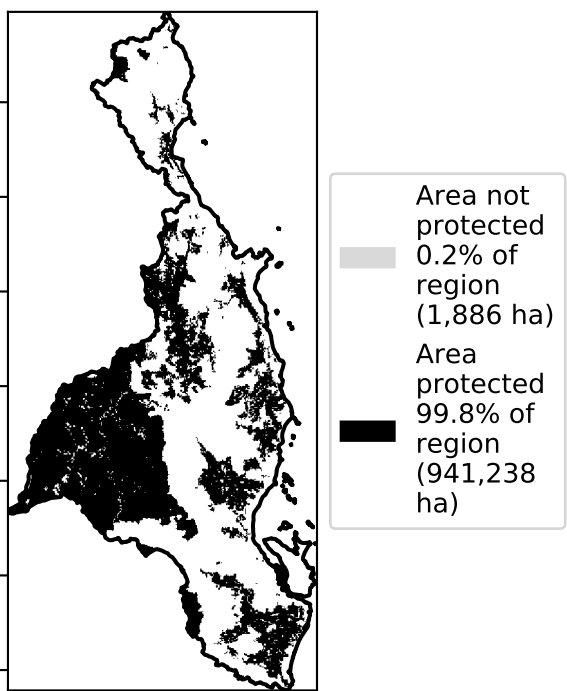 Area not
protected
0.2% of
region
(1,886 ha)
Area
protected
99.8% of
region
(941,238
ha)